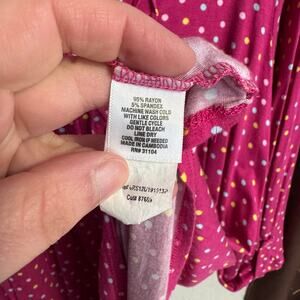 95% RAYON
5% SPANDEX
MACHINE WASH COLD
WITH LIKE COLORS
GENTLE CYCLE
DO NOT BLEACH
LINE DRY
COOL IRON IF NEEDED
MADE IN CAMBODIA
RN# 31104
Cut#